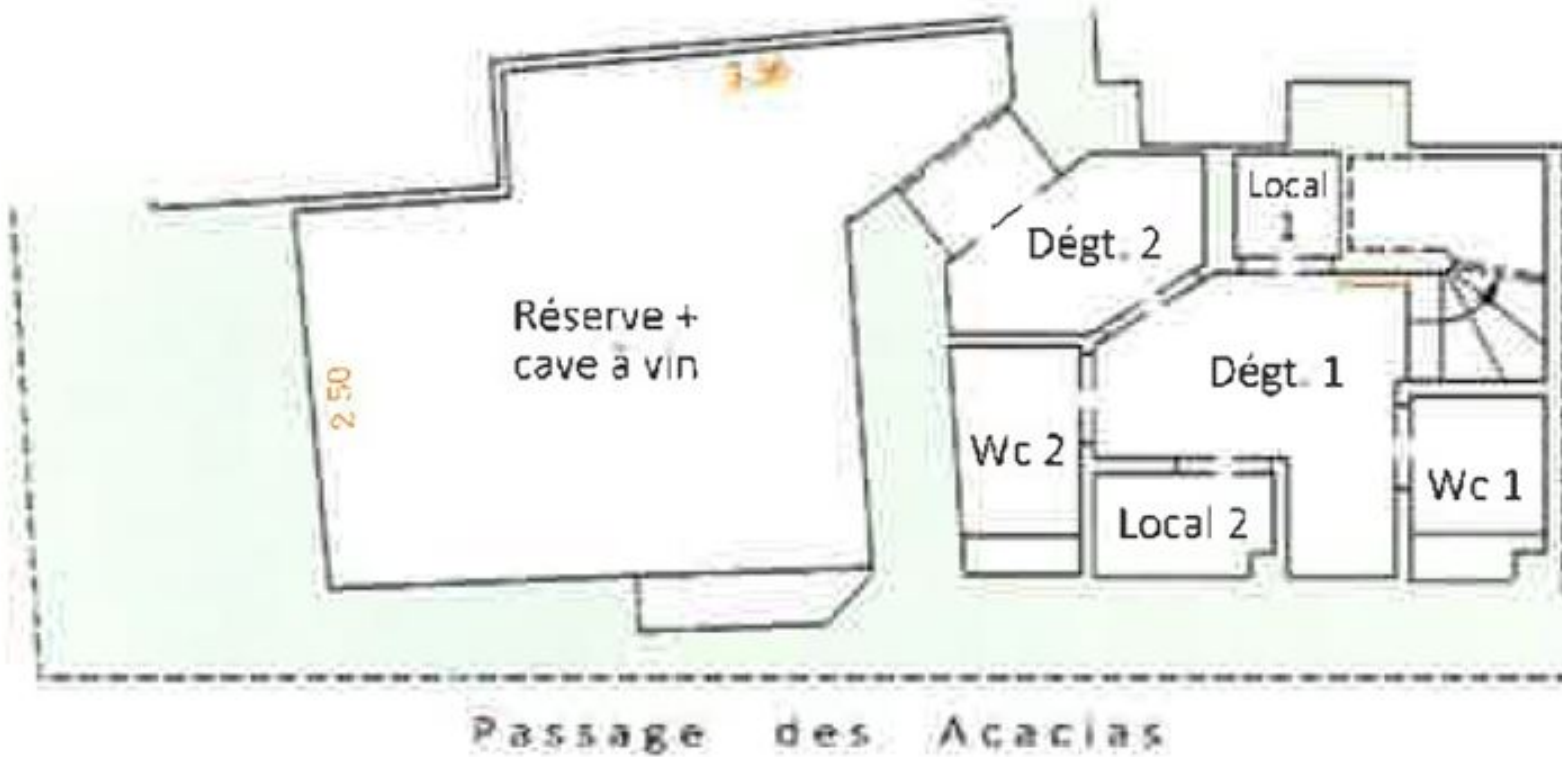 Réserve +
cave à vin
2 50
Dégt. 2
Local
Dégt. 1
Wc 2
Local 2
Wc 1
Passage des Acacias